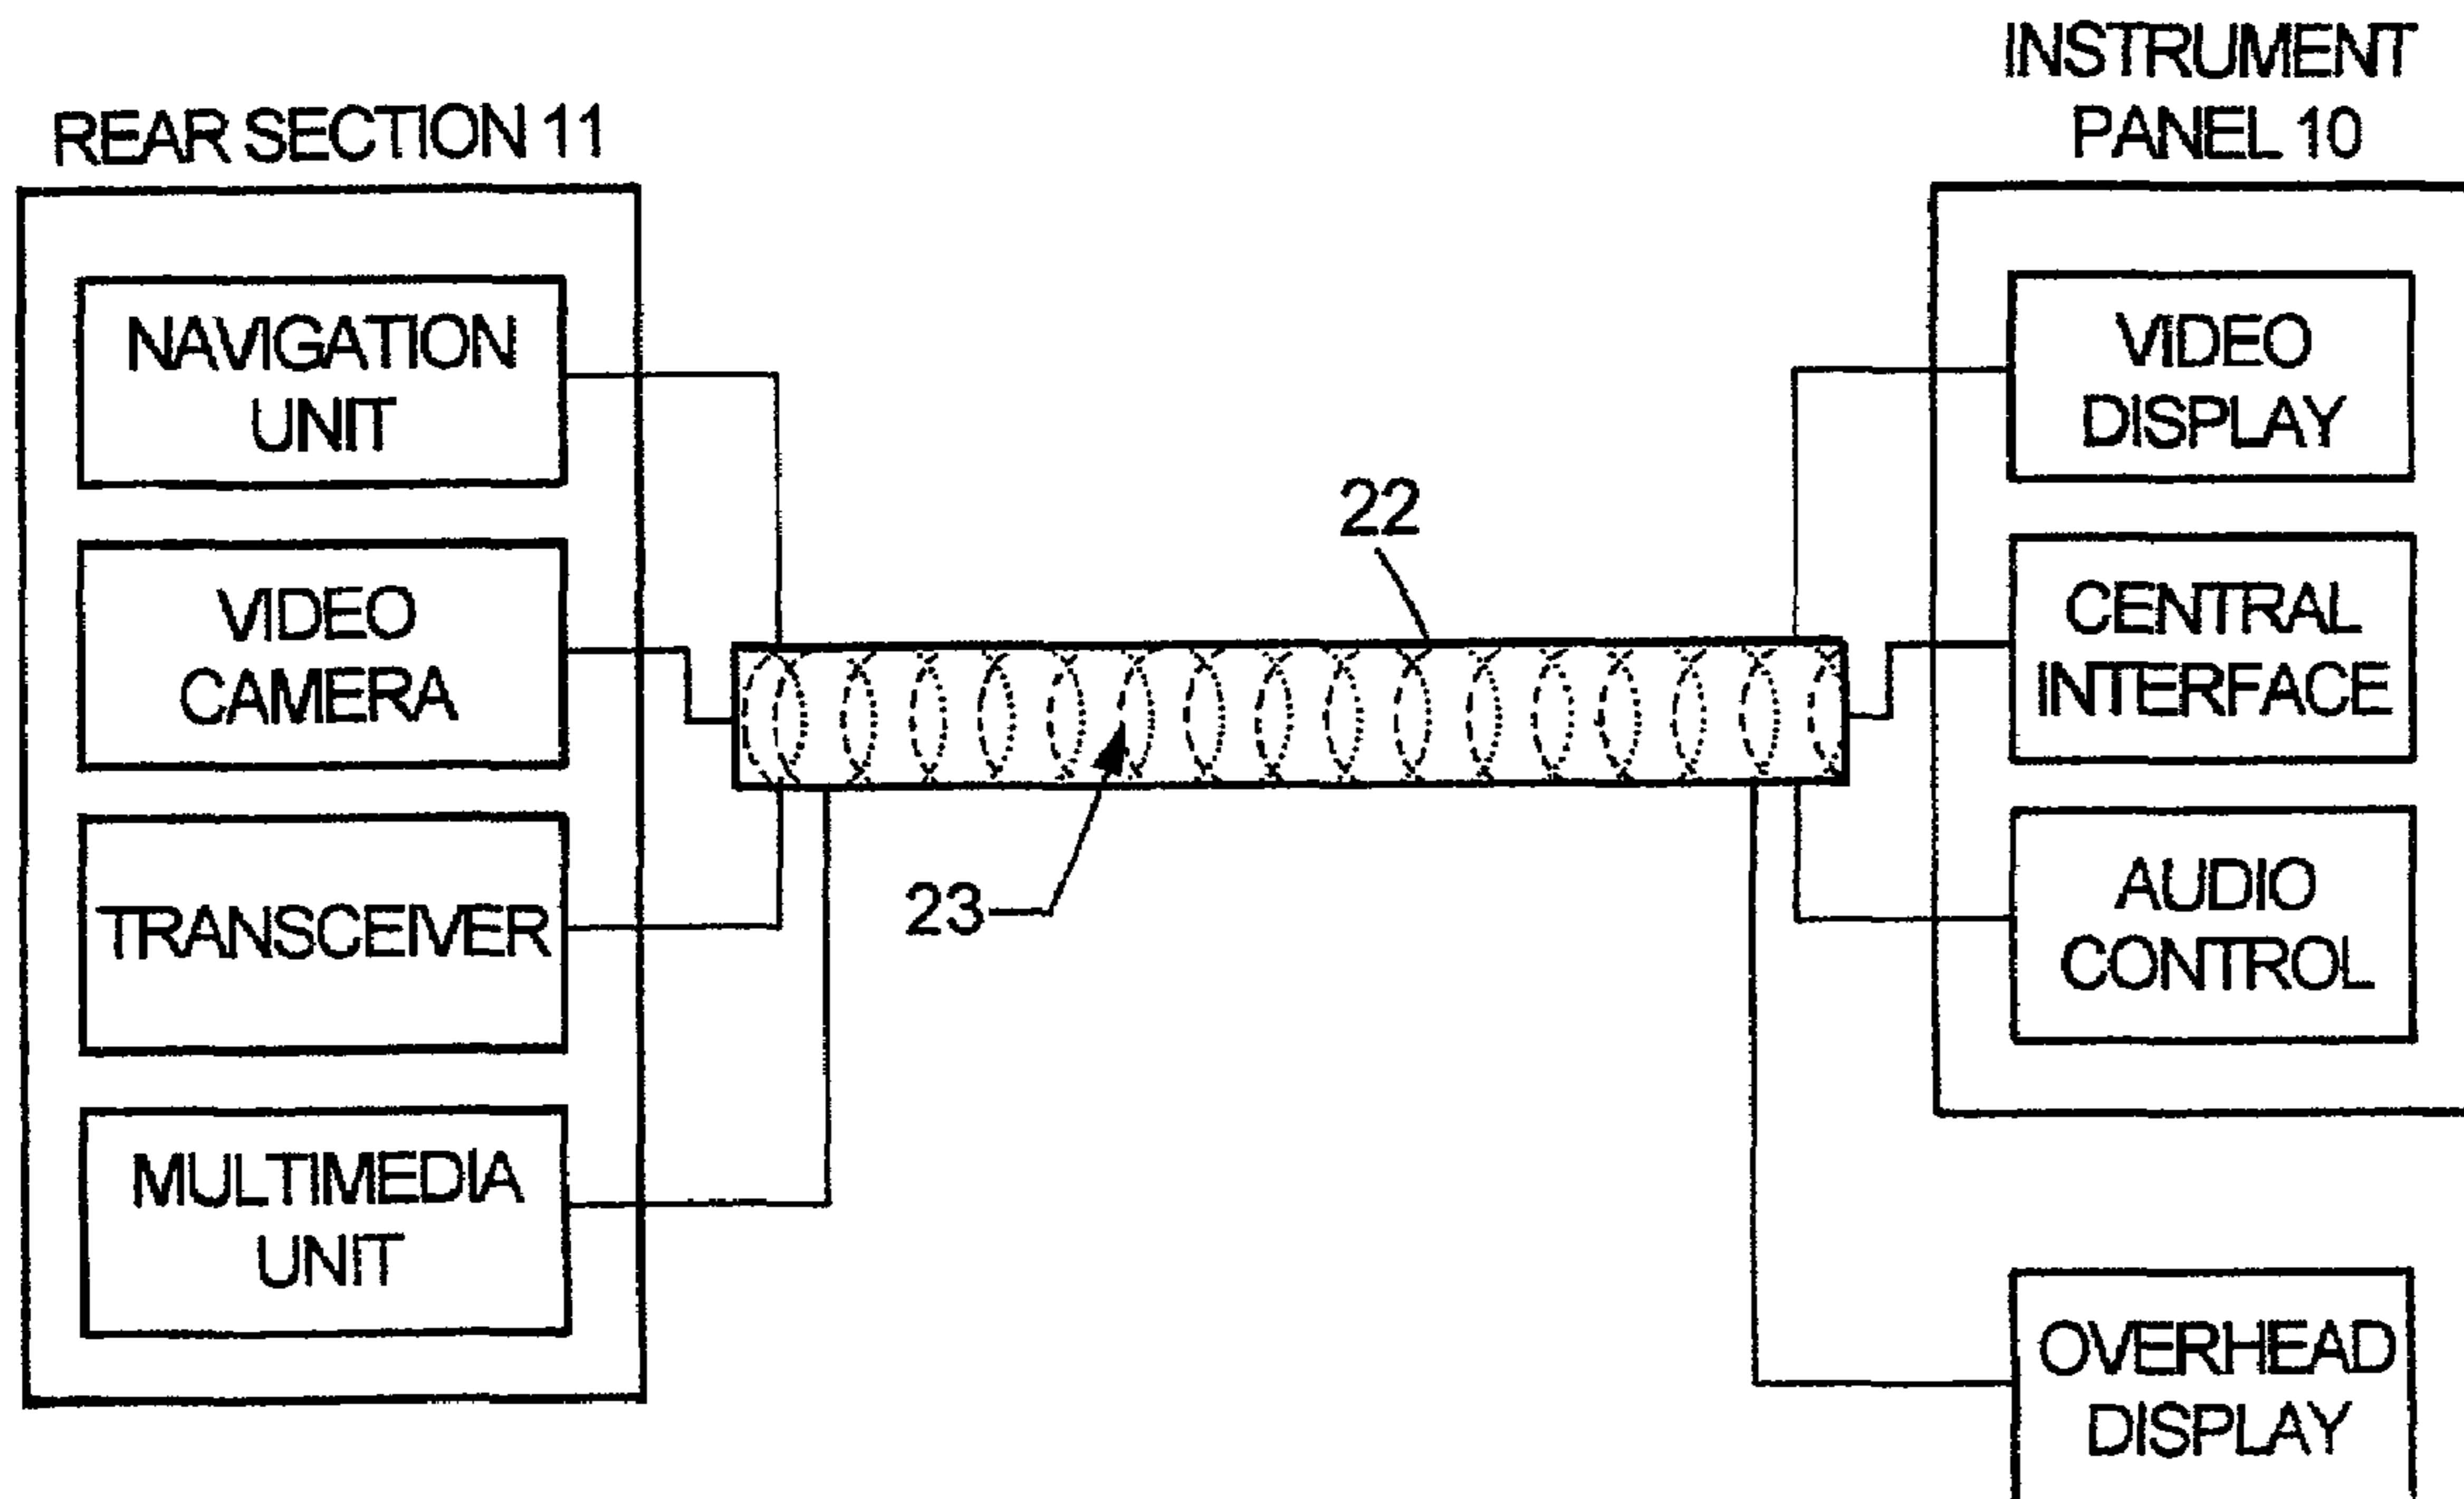 REAR SECTION 11
NAVIGATION
UNIT
VIDEO
CAMERA
TRANSCEIVER
MULTIMEDIA
UNIT
22
23
INSTRUMENT
PANEL 10
VIDEO
DISPLAY
CENTRAL
INTERFACE
AUDIO
CONTROL
OVERHEAD
DISPLAY